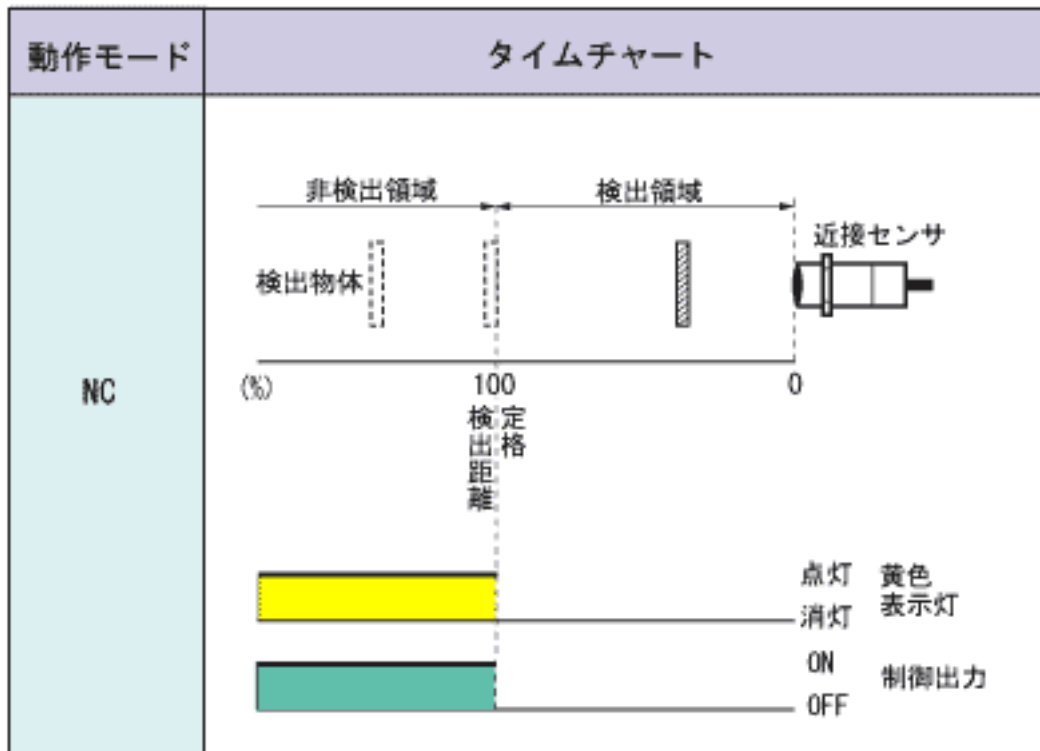 動作モード
タイムチャート
NC
非検出領域
検出領域
近接センサ
検出物体
(%)
100
0
定格
検出距離
点灯
黄色
表示灯
消灯
ON
制御出力
OFF